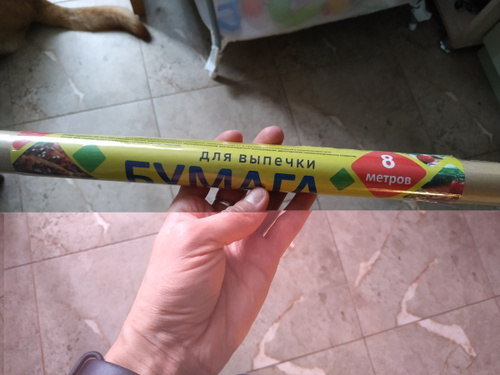 для выпечки
БУМАГА
8
метров